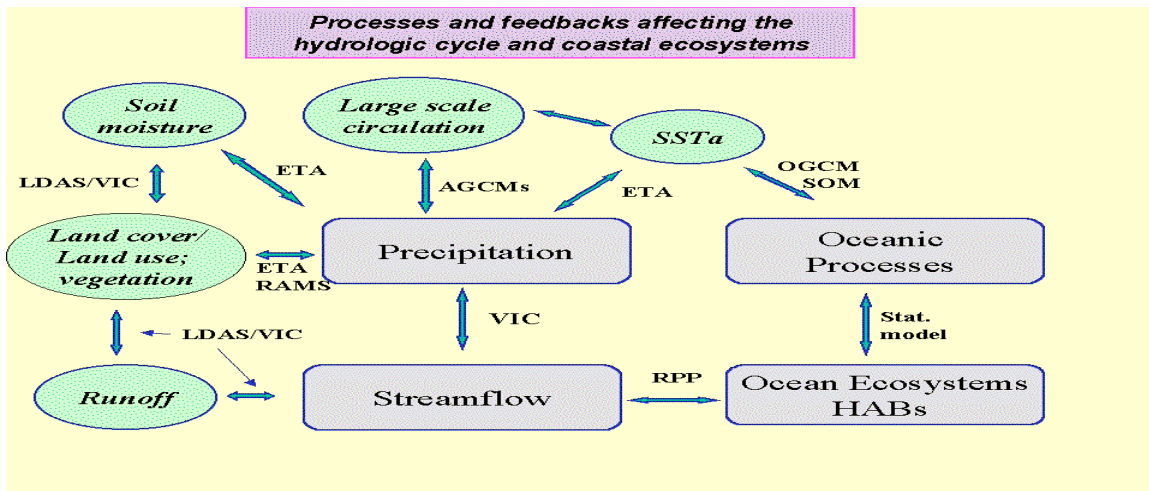 Processes and feedbacks affecting the
hydrologic cycle and coastal ecosystems
Soil
moisture
Large scale
circulation
SSTa
LDAS/VIC
ETA
AGCMs
ETA
OGCM
SOM
Land cover/
Land use;
vegetation
ETA
RAMS
Precipitation
Oceanic
Processes
LDAS/VIC
VIC
Stat.
model
Runoff
Streamflow
RPP
Ocean Ecosystems
HABs